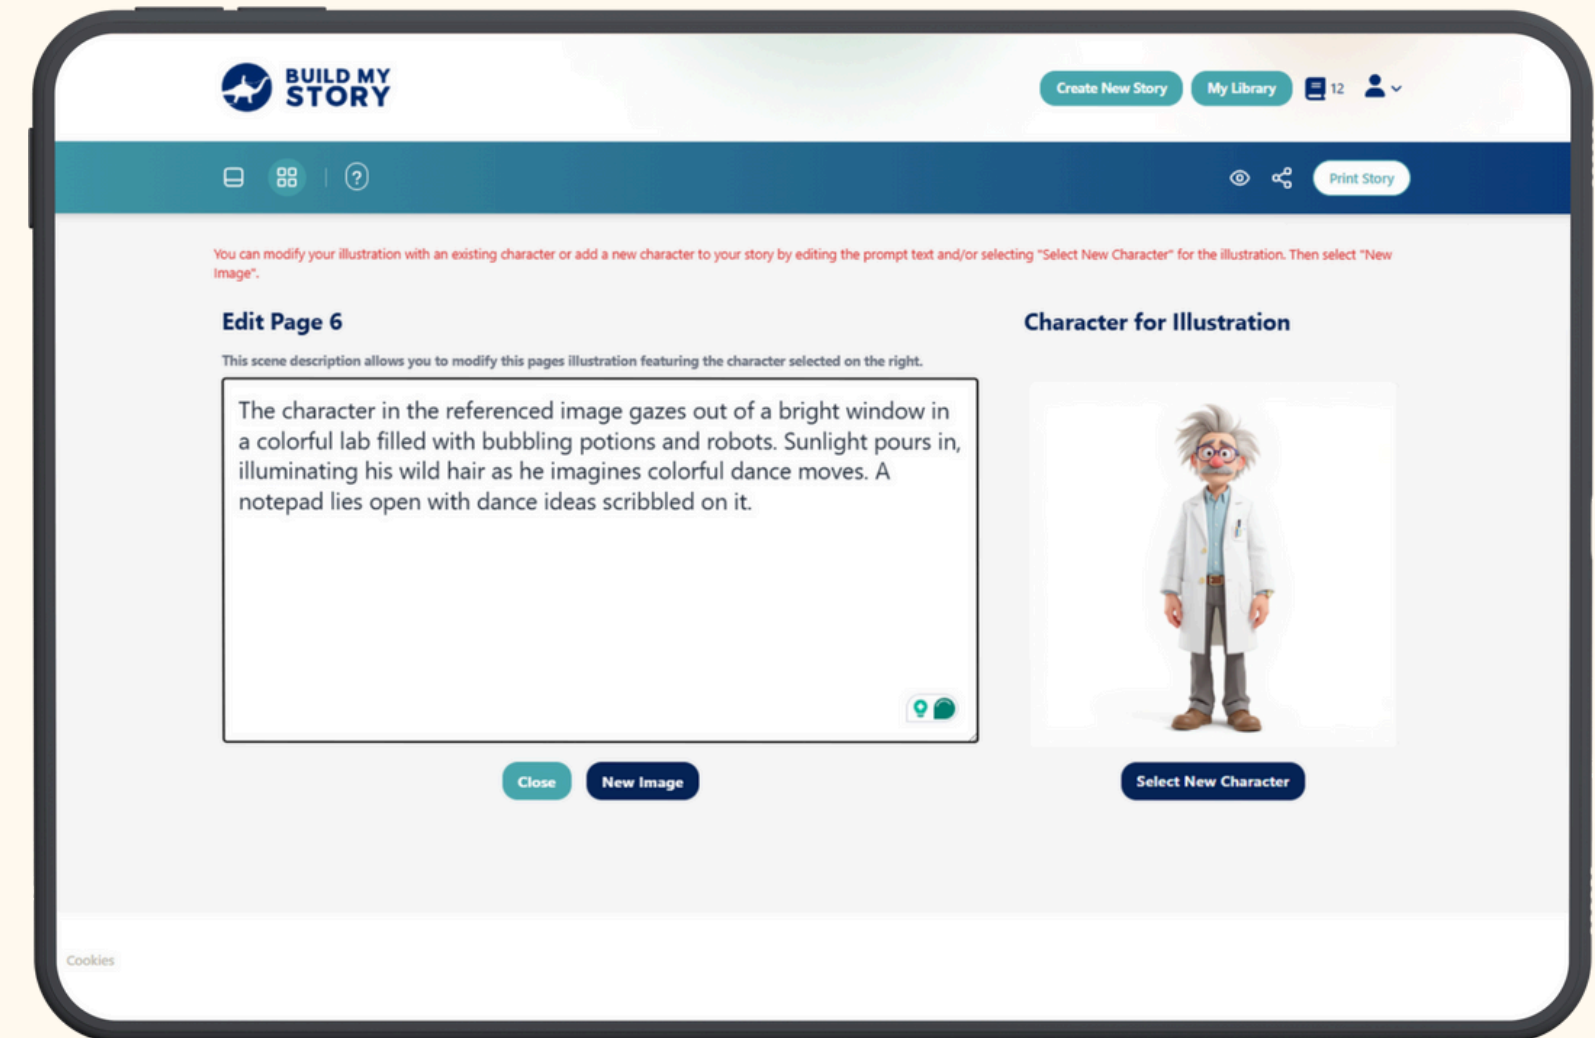 BUILD MY
STORY
Create New Story
My Library
12
?
Print Story
You can modify your illustration with an existing character or add a new character to your story by editing the prompt text and/or selecting "Select New Character" for the illustration. Then select "New
Image".
Edit Page 6
Character for Illustration
This scene description allows you to modify this pages illustration featuring the character selected on the right.
The character in the referenced image gazes out of a bright window in
a colorful lab filled with bubbling potions and robots. Sunlight pours in,
illuminating his wild hair as he imagines colorful dance moves. A
notepad lies open with dance ideas scribbled on it.
Close
New Image
Select New Character
Cookies